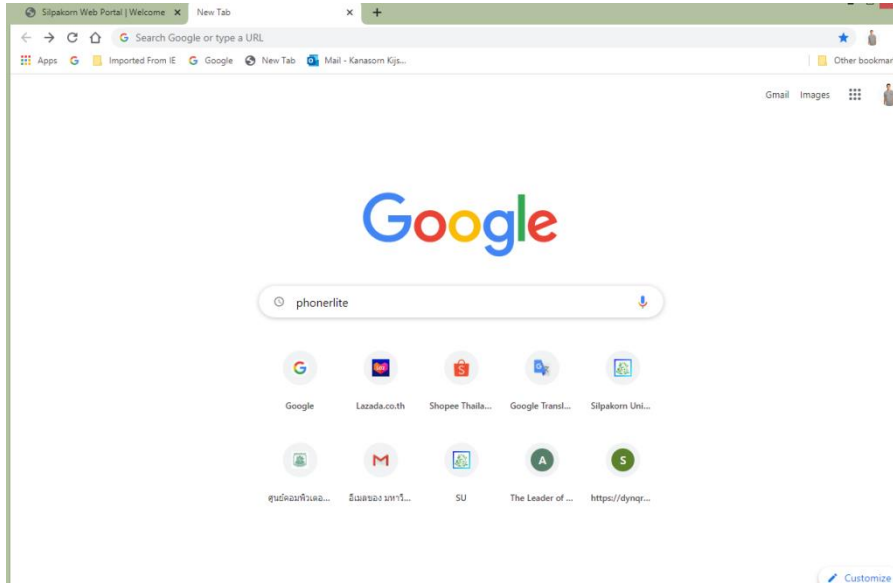 Silpakorn Web Portal | Welcome New Tab
Search Google or type a URL
Apps Imported From IE Google New Tab Mail - Kanasorn Kijs... Other bookmar
Gmail Images
Google
phonerlite
Google Lazada.co.th Shopee Thaila... Google Transl... Silpakorn Uni...
ศูนย์คอมพิวเตอ... อีเมลของ มหาวิ... SU The Leader of ... https://dynqr...
Customize